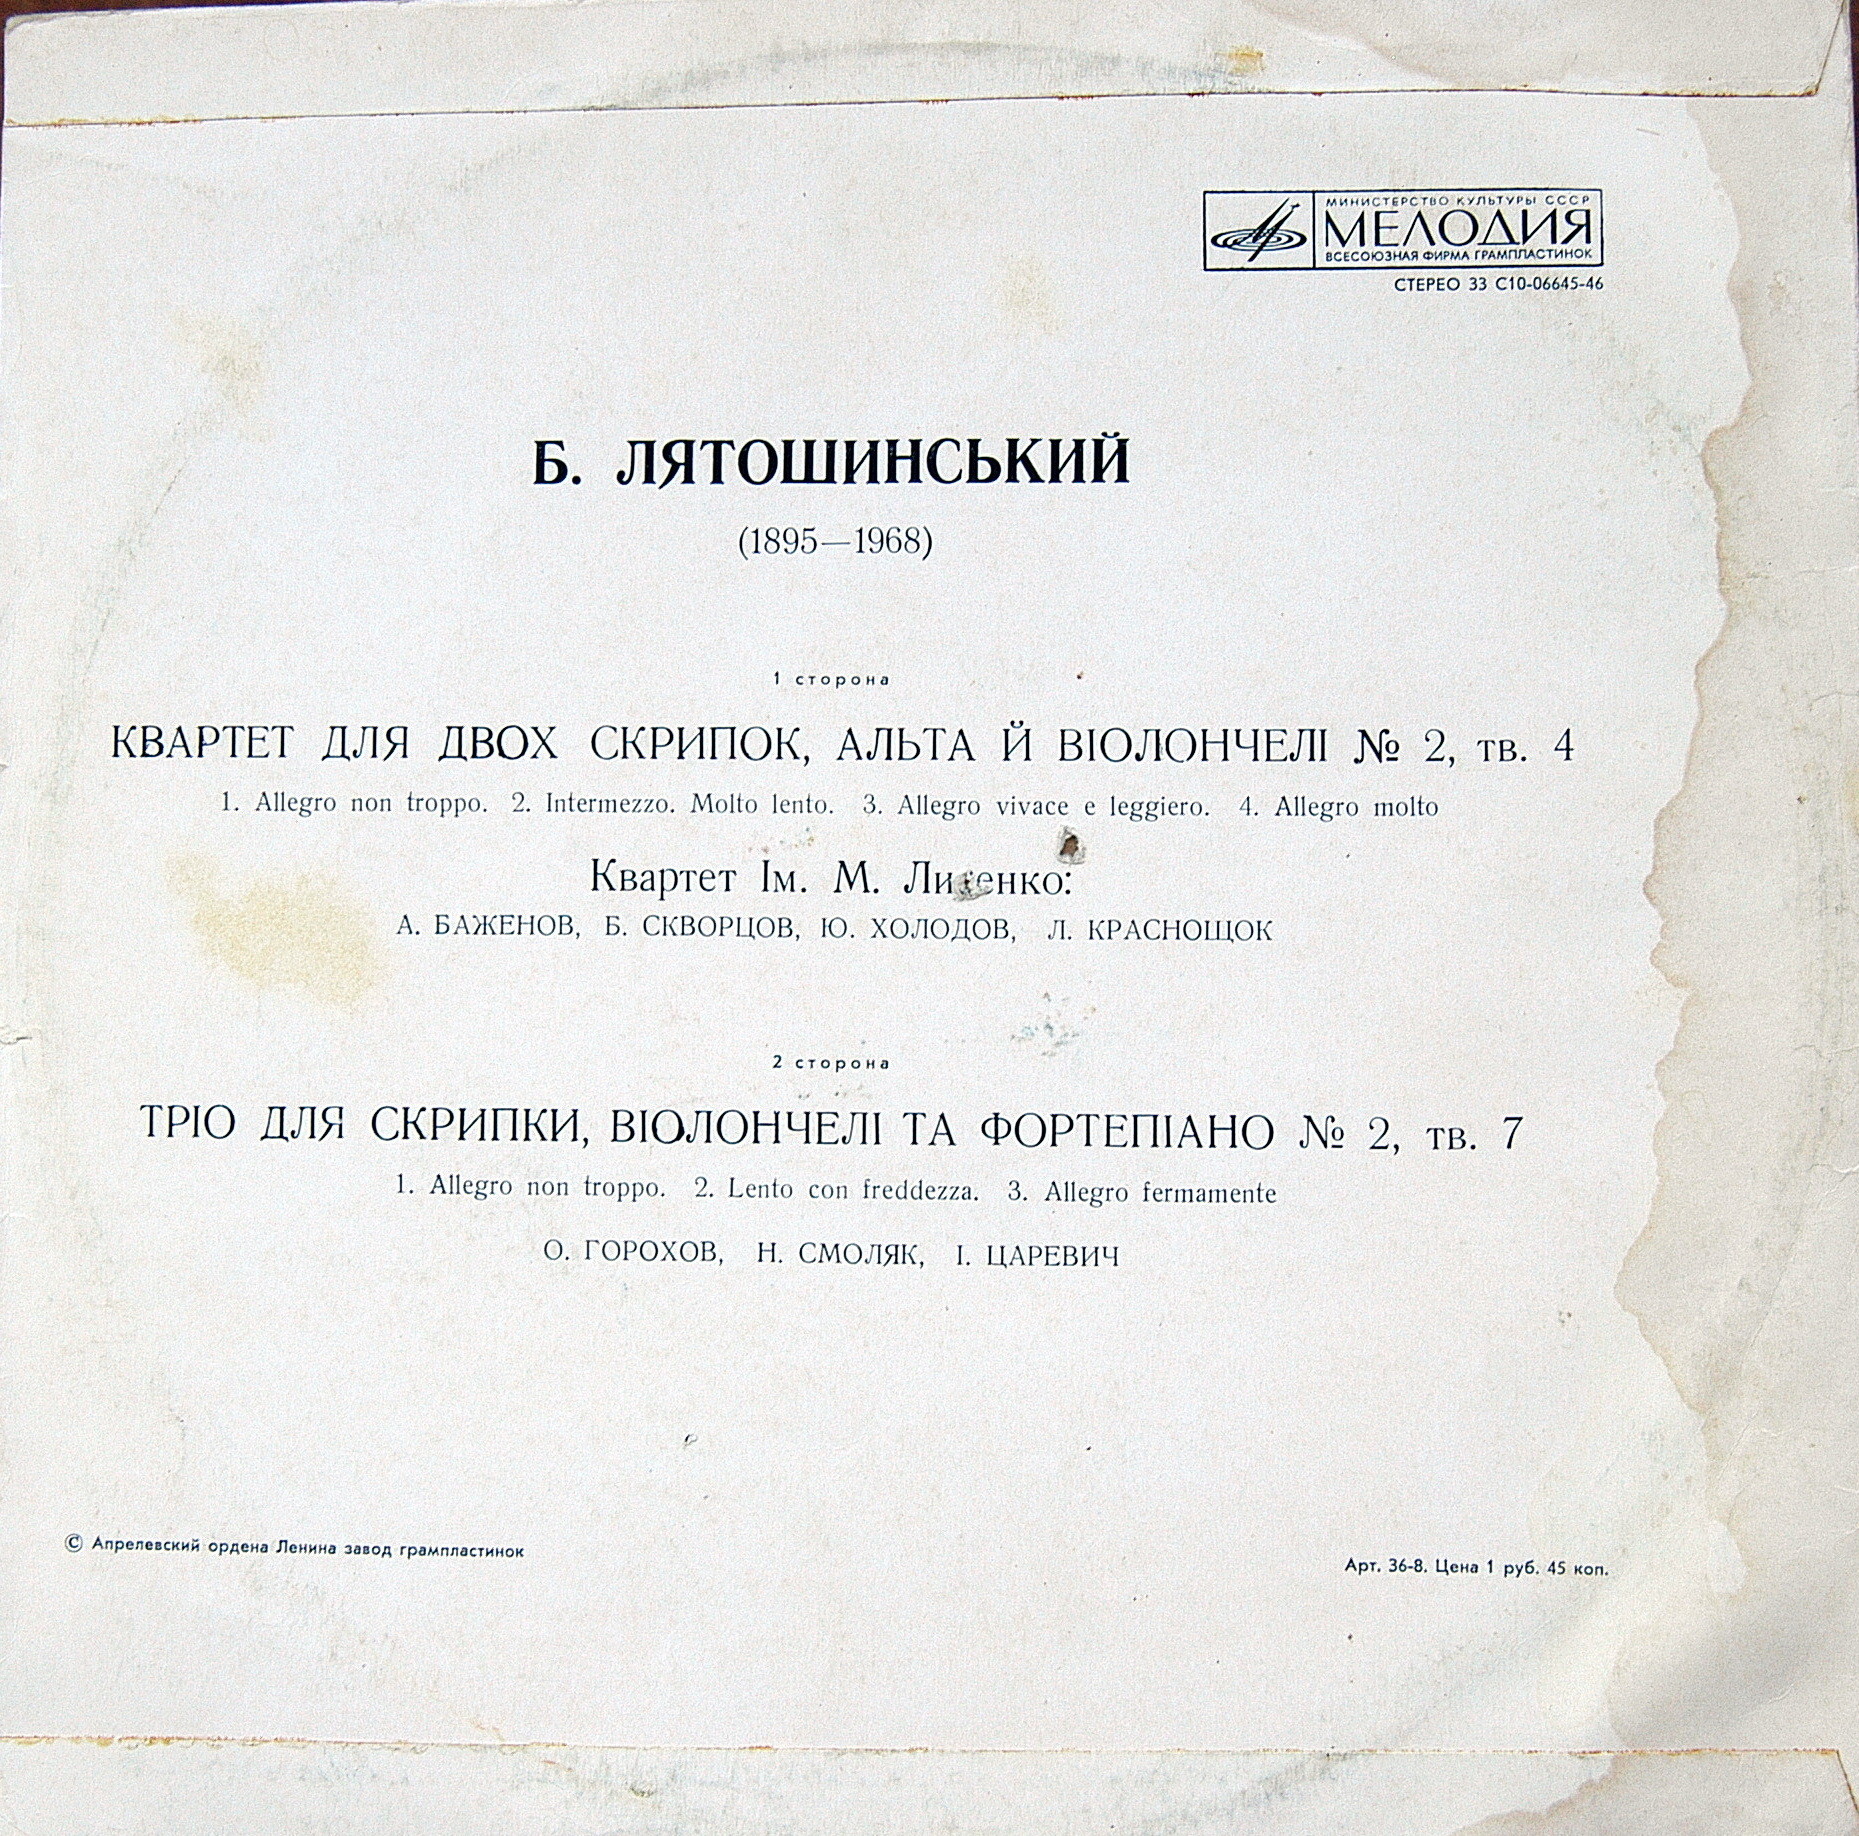 МИНИСТЕРСТВО КУЛЬТУРЫ СССР
МЕЛОДИЯ
ВСЕСОЮЗНАЯ ФИРМА ГРАМПЛАСТИНОК
СТЕРЕО 33 С10-06645-46
Б. ЛЯТОШИНСЬКИЙ
(1895—1968)
1 сторона
КВАРТЕТ ДЛЯ ДВОХ СКРИПОК, АЛЬТА Й ВІОЛОНЧЕЛІ № 2, тв. 4
1. Allegro non troppo. 2. Intermezzo. Molto lento. 3. Allegro vivace e leggiero. 4. Allegro molto
Квартет Ім. М.
А. БАЖЕНОВ, Б. СКВОРЦОВ, Ю. ХОЛОДОВ, Л. КРАСНОЩОК
2 сторона
ТРІО ДЛЯ СКРИПКИ, ВІОЛОНЧЕЛІ ТА ФОРТЕПІАНО № 2, тв. 7
1. Allegro non troppo. 2. Lento con freddezza. 3. Allegro fermamente
О. ГОРОХОВ, Н. СМОЛЯК, І. ЦАРЕВИЧ
© Апрелевский ордена Ленина завод грампластинок
Арт. 36-8. Цена 1 руб. 45 коп.